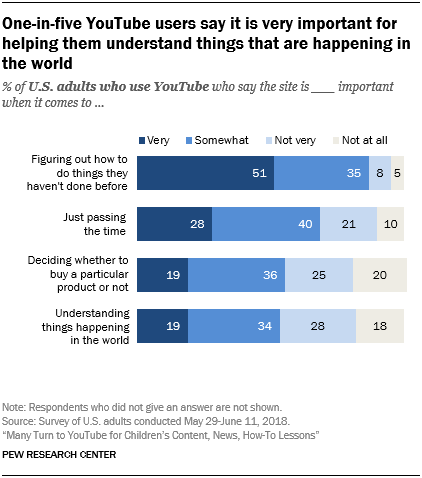 One-in-five YouTube users say it is very important for
helping them understand things that are happening in
the world
% of U.S. adults who use YouTube who say the site is ___ important
when it comes to ...
Very
Somewhat
Not very
Not at all
Figuring out how to
do things they
haven't done before
51
35
8
5
Just passing
the time
28
40
21
10
Deciding whether to
buy a particular
product or not
19
36
25
20
Understanding
things happening
in the world
19
34
28
18
Note: Respondents who did not give an answer are not shown.
Source: Survey of U.S. adults conducted May 29-June 11, 2018.
"Many Turn to YouTube for Children's Content, News, How-To Lessons"
PEW RESEARCH CENTER